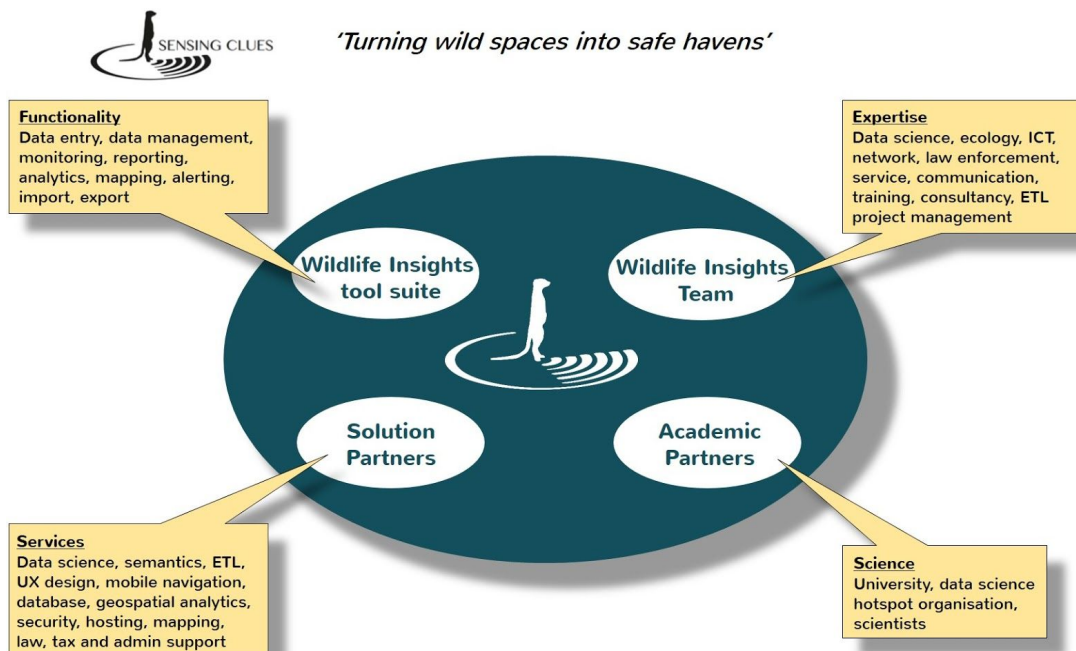 SENSING CLUES
'Turning wild spaces into safe havens'
Functionality
Data entry, data management,
monitoring, reporting,
analytics, mapping, alerting,
import, export
Expertise
Data science, ecology, ICT,
network, law enforcement,
service, communication,
training, consultancy, ETL
project management
Wildlife Insights
tool suite
Wildlife Insights
Team
Solution
Partners
Academic
Partners
Services
Data science, semantics, ETL,
UX design, mobile navigation,
database, geospatial analytics,
security, hosting, mapping,
law, tax and admin support
Science
University, data science
hotspot organisation,
scientists